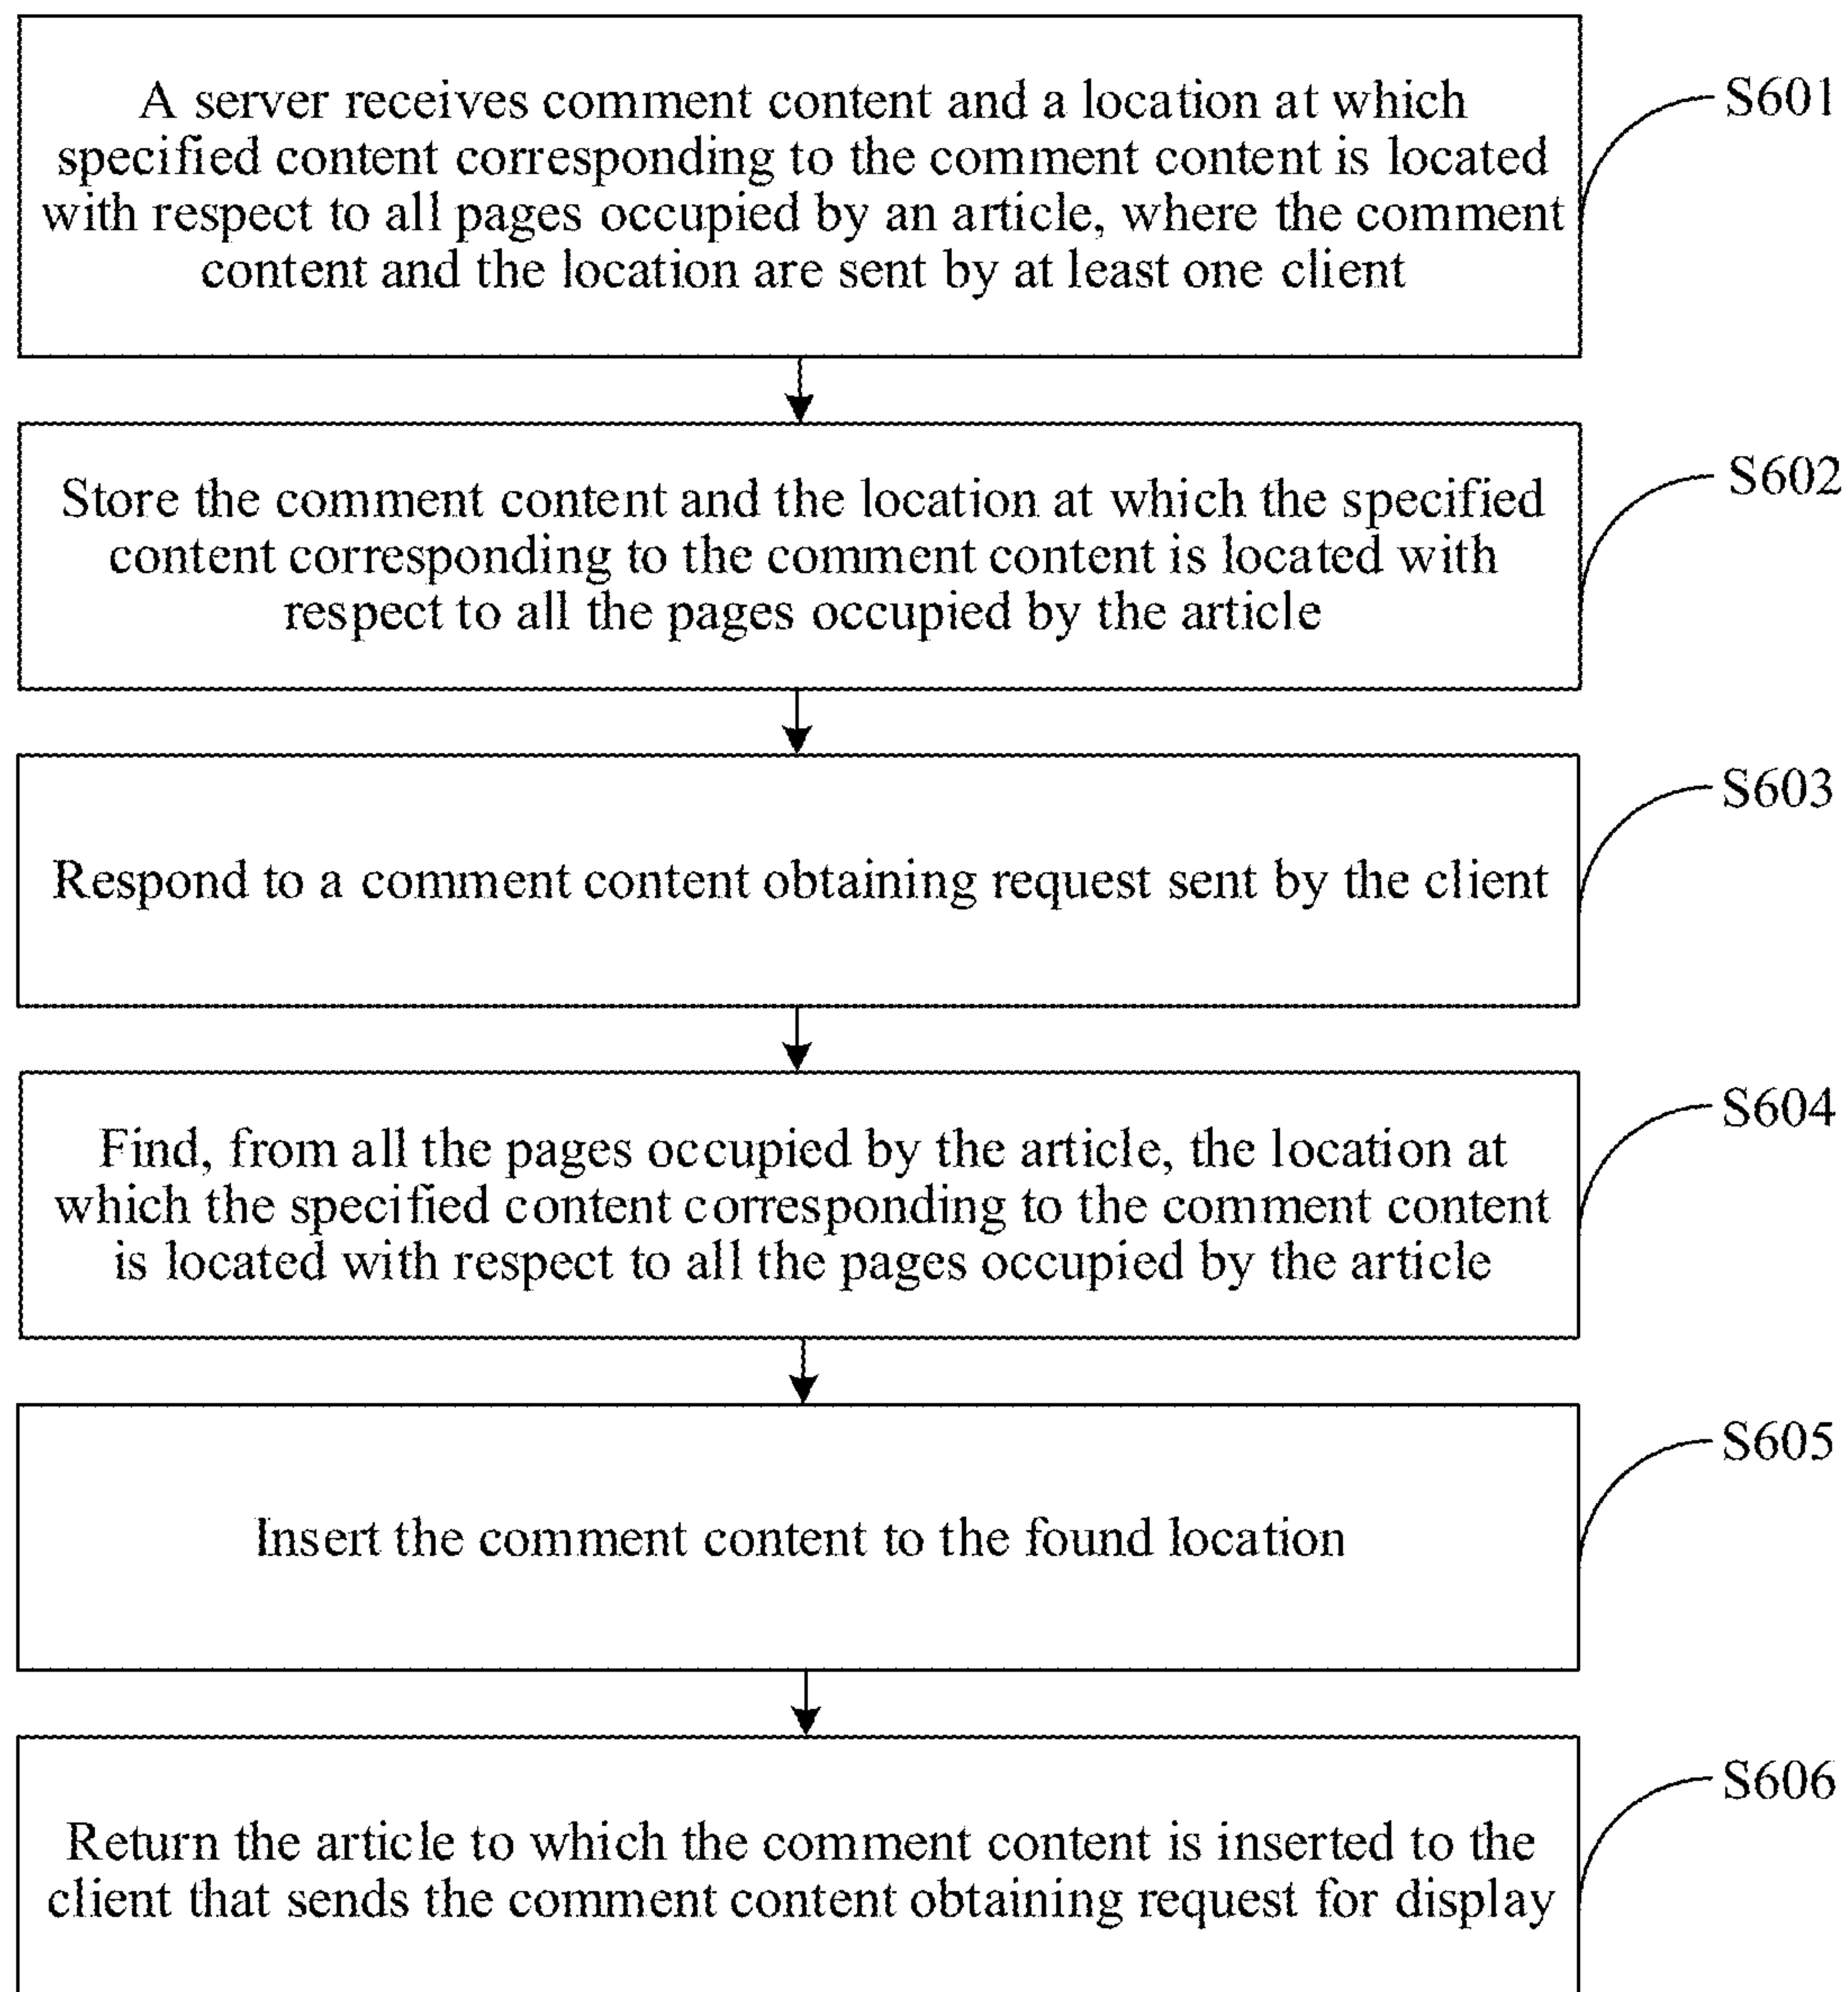 A server receives comment content and a location at which
specified content corresponding to the comment content is located
with respect to all pages occupied by an article, where the comment
content and the location are sent by at least one client
S601
Store the comment content and the location at which the specified
content corresponding to the comment content is located with
respect to all the pages occupied by the article
S602
Respond to a comment content obtaining request sent by the client
S603
Find, from all the pages occupied by the article, the location at
which the specified content corresponding to the comment content
is located with respect to all the pages occupied by the article
S604
Insert the comment content to the found location
S605
Return the article to which the comment content is inserted to the
client that sends the comment content obtaining request for display
S606